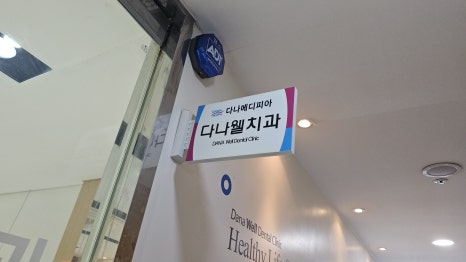 ADT
다나메디피아
다나웰치과
DANA Well Dental Clinic
Dana Well Dental Clinic
Healthy Life